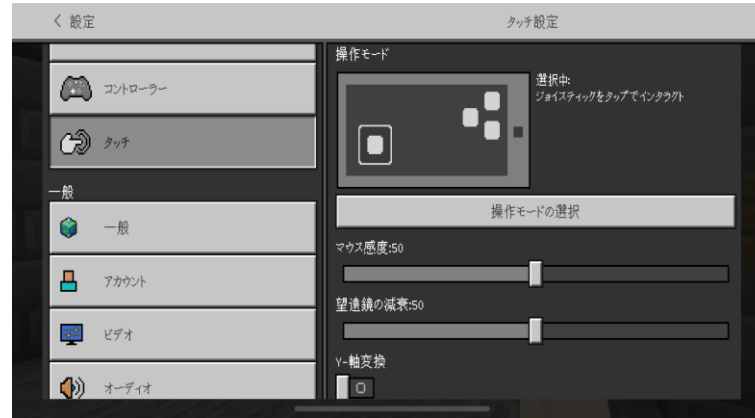 設定
タッチ設定
コントローラー
タッチ
一般
一般
アカウント
ビデオ
オーディオ
操作モード
選択中:
ジョイスティックをタップでインタラクト
操作モードの選択
マウス感度:50
望遠鏡の減衰:50
Y-軸変換